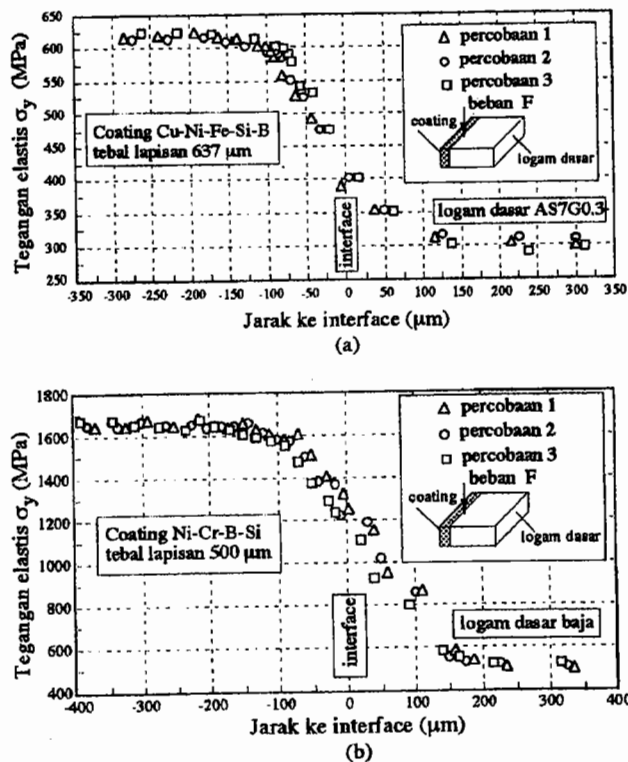 650
600
550
500
450
400
350
300
250
Tegangan elastis σy (MPa)
△ percobaan 1
○ percobaan 2
□ percobaan 3
beban F
coating
logam dasar
Coating Cu-Ni-Fe-Si-B
tebal lapisan 637 μm
logam dasar AS7G0.3
interface
-350 -300 -250 -200 -150 -100 -50 0 50 100 150 200 250 300 350
Jarak ke interface (μm)
(a)
1800
1600
1400
1200
1000
800
600
400
Tegangan elastis σy (MPa)
△ percobaan 1
○ percobaan 2
□ percobaan 3
beban F
coating
logam dasar
Coating Ni-Cr-B-Si
tebal lapisan 500 μm
logam dasar baja
interface
-400 -300 -200 -100 0 100 200 300 400
Jarak ke interface (μm)
(b)